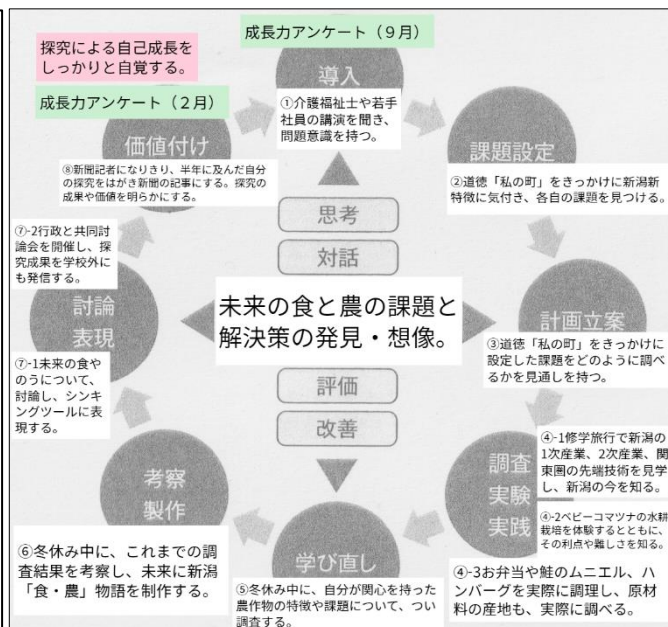 成長力アンケート（９月）
探究による自己成長を
しっかりと自覚する。
成長力アンケート（２月）
導入
①介護福祉士や若手
社員の講演を聞き、
問題意識を持つ。
課題設定
②道徳「私の町」をきっかけに新潟新
特徴に気付き、各自の課題を見つける。
計画立案
③道徳「私の町」をきっかけに
設定した課題をどのように調べ
るかを見通しを持つ。
調査
実験
実践
④-1修学旅行で新潟の
1次産業、2次産業、関
東圏の先端技術を見学
し、新潟の今を知る。
④-2ベビーコマツナの水耕
栽培を体験するとともに、
その利点や難しさを知る。
④-3お弁当や鮭のムニエル、ハ
ンバーグを実際に調理し、原材
料の産地も、実際に調べる。
学び直し
⑤冬休み中に、自分が関心を持った
農作物の特徴や課題について、つい
調査する。
考察
製作
⑥冬休み中に、これまでの調
査結果を考察し、未来に新潟
「食・農」物語を制作する。
討論
表現
⑦-1未来の食や
のうについて、
討論し、シンキ
ングツールに表
現する。
⑦-2行政と共同討
論会を開催し、探
究成果を学校外に
も発信する。
価値付け
⑧新聞記者になりきり、半年に及んだ自分
の探究をはがき新聞の記事にする。探究の
成果や価値を明らかにする。
思考
対話
未来の食と農の課題と
解決策の発見・想像。
評価
改善